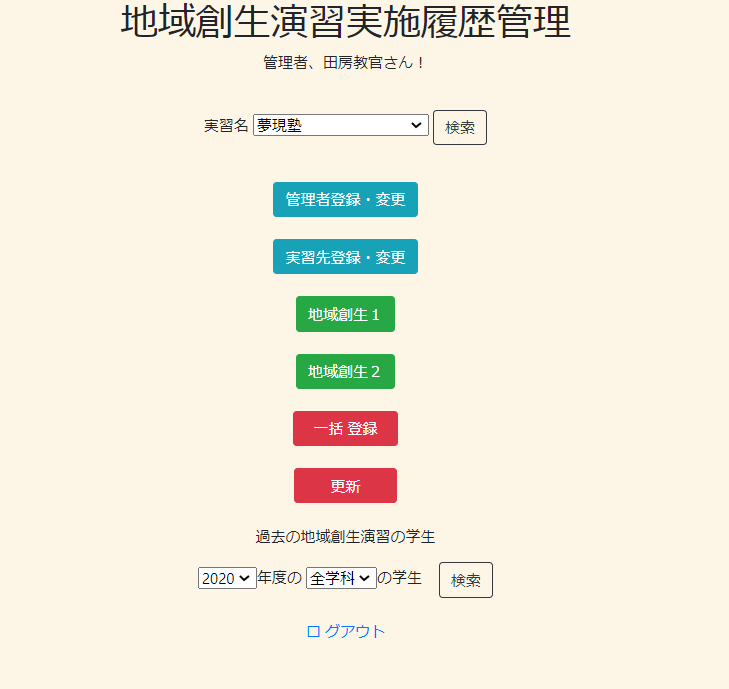 地域創生演習実施履歴管理
管理者、田房教官さん！
実習名 夢現塾 検索
管理者登録・変更
実習先登録・変更
地域創生１
地域創生２
一括 登録
更新
過去の地域創生演習の学生
2020 年度の 全学科 の学生 検索
ログアウト